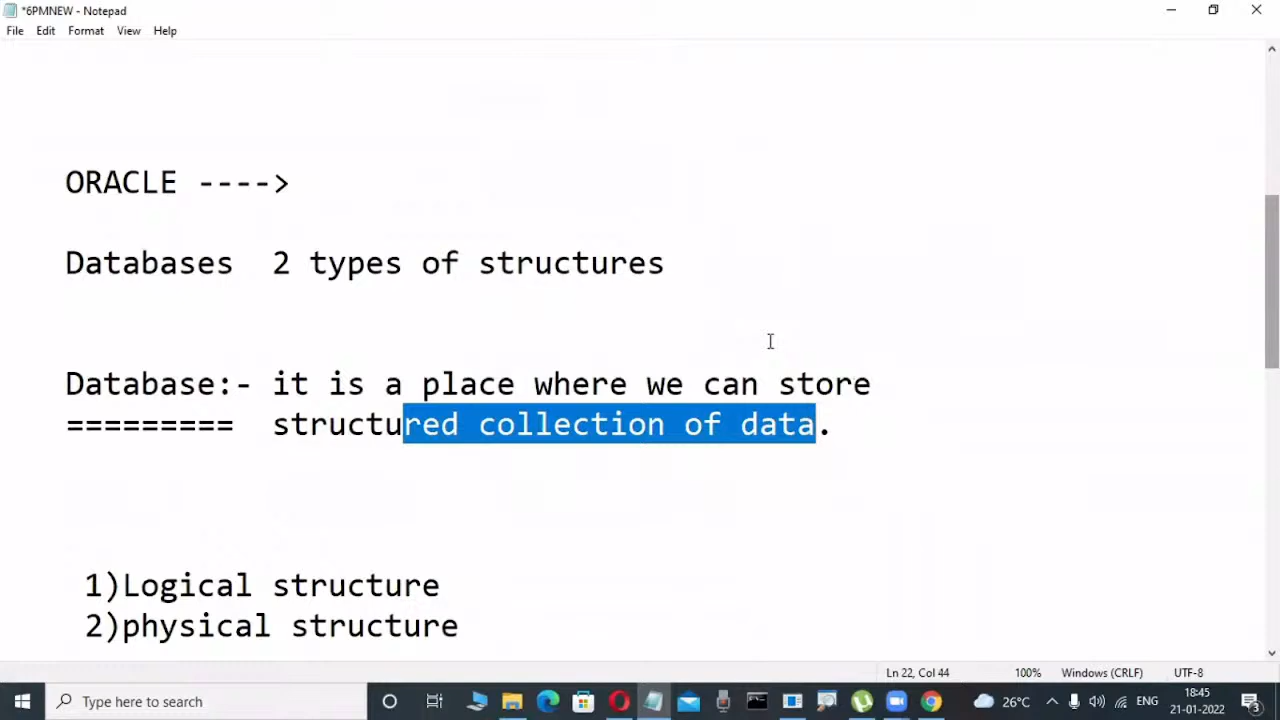 *6PMNEW - Notepad
File Edit Format View Help
ORACLE ---->
Databases 2 types of structures
Database:- it is a place where we can store
========= structured collection of data.
1)Logical structure
2)physical structure
Ln 22, Col 44 100% Windows (CRLF) UTF-8
Type here to search
26°C ENG
18:45
21-01-2022
3